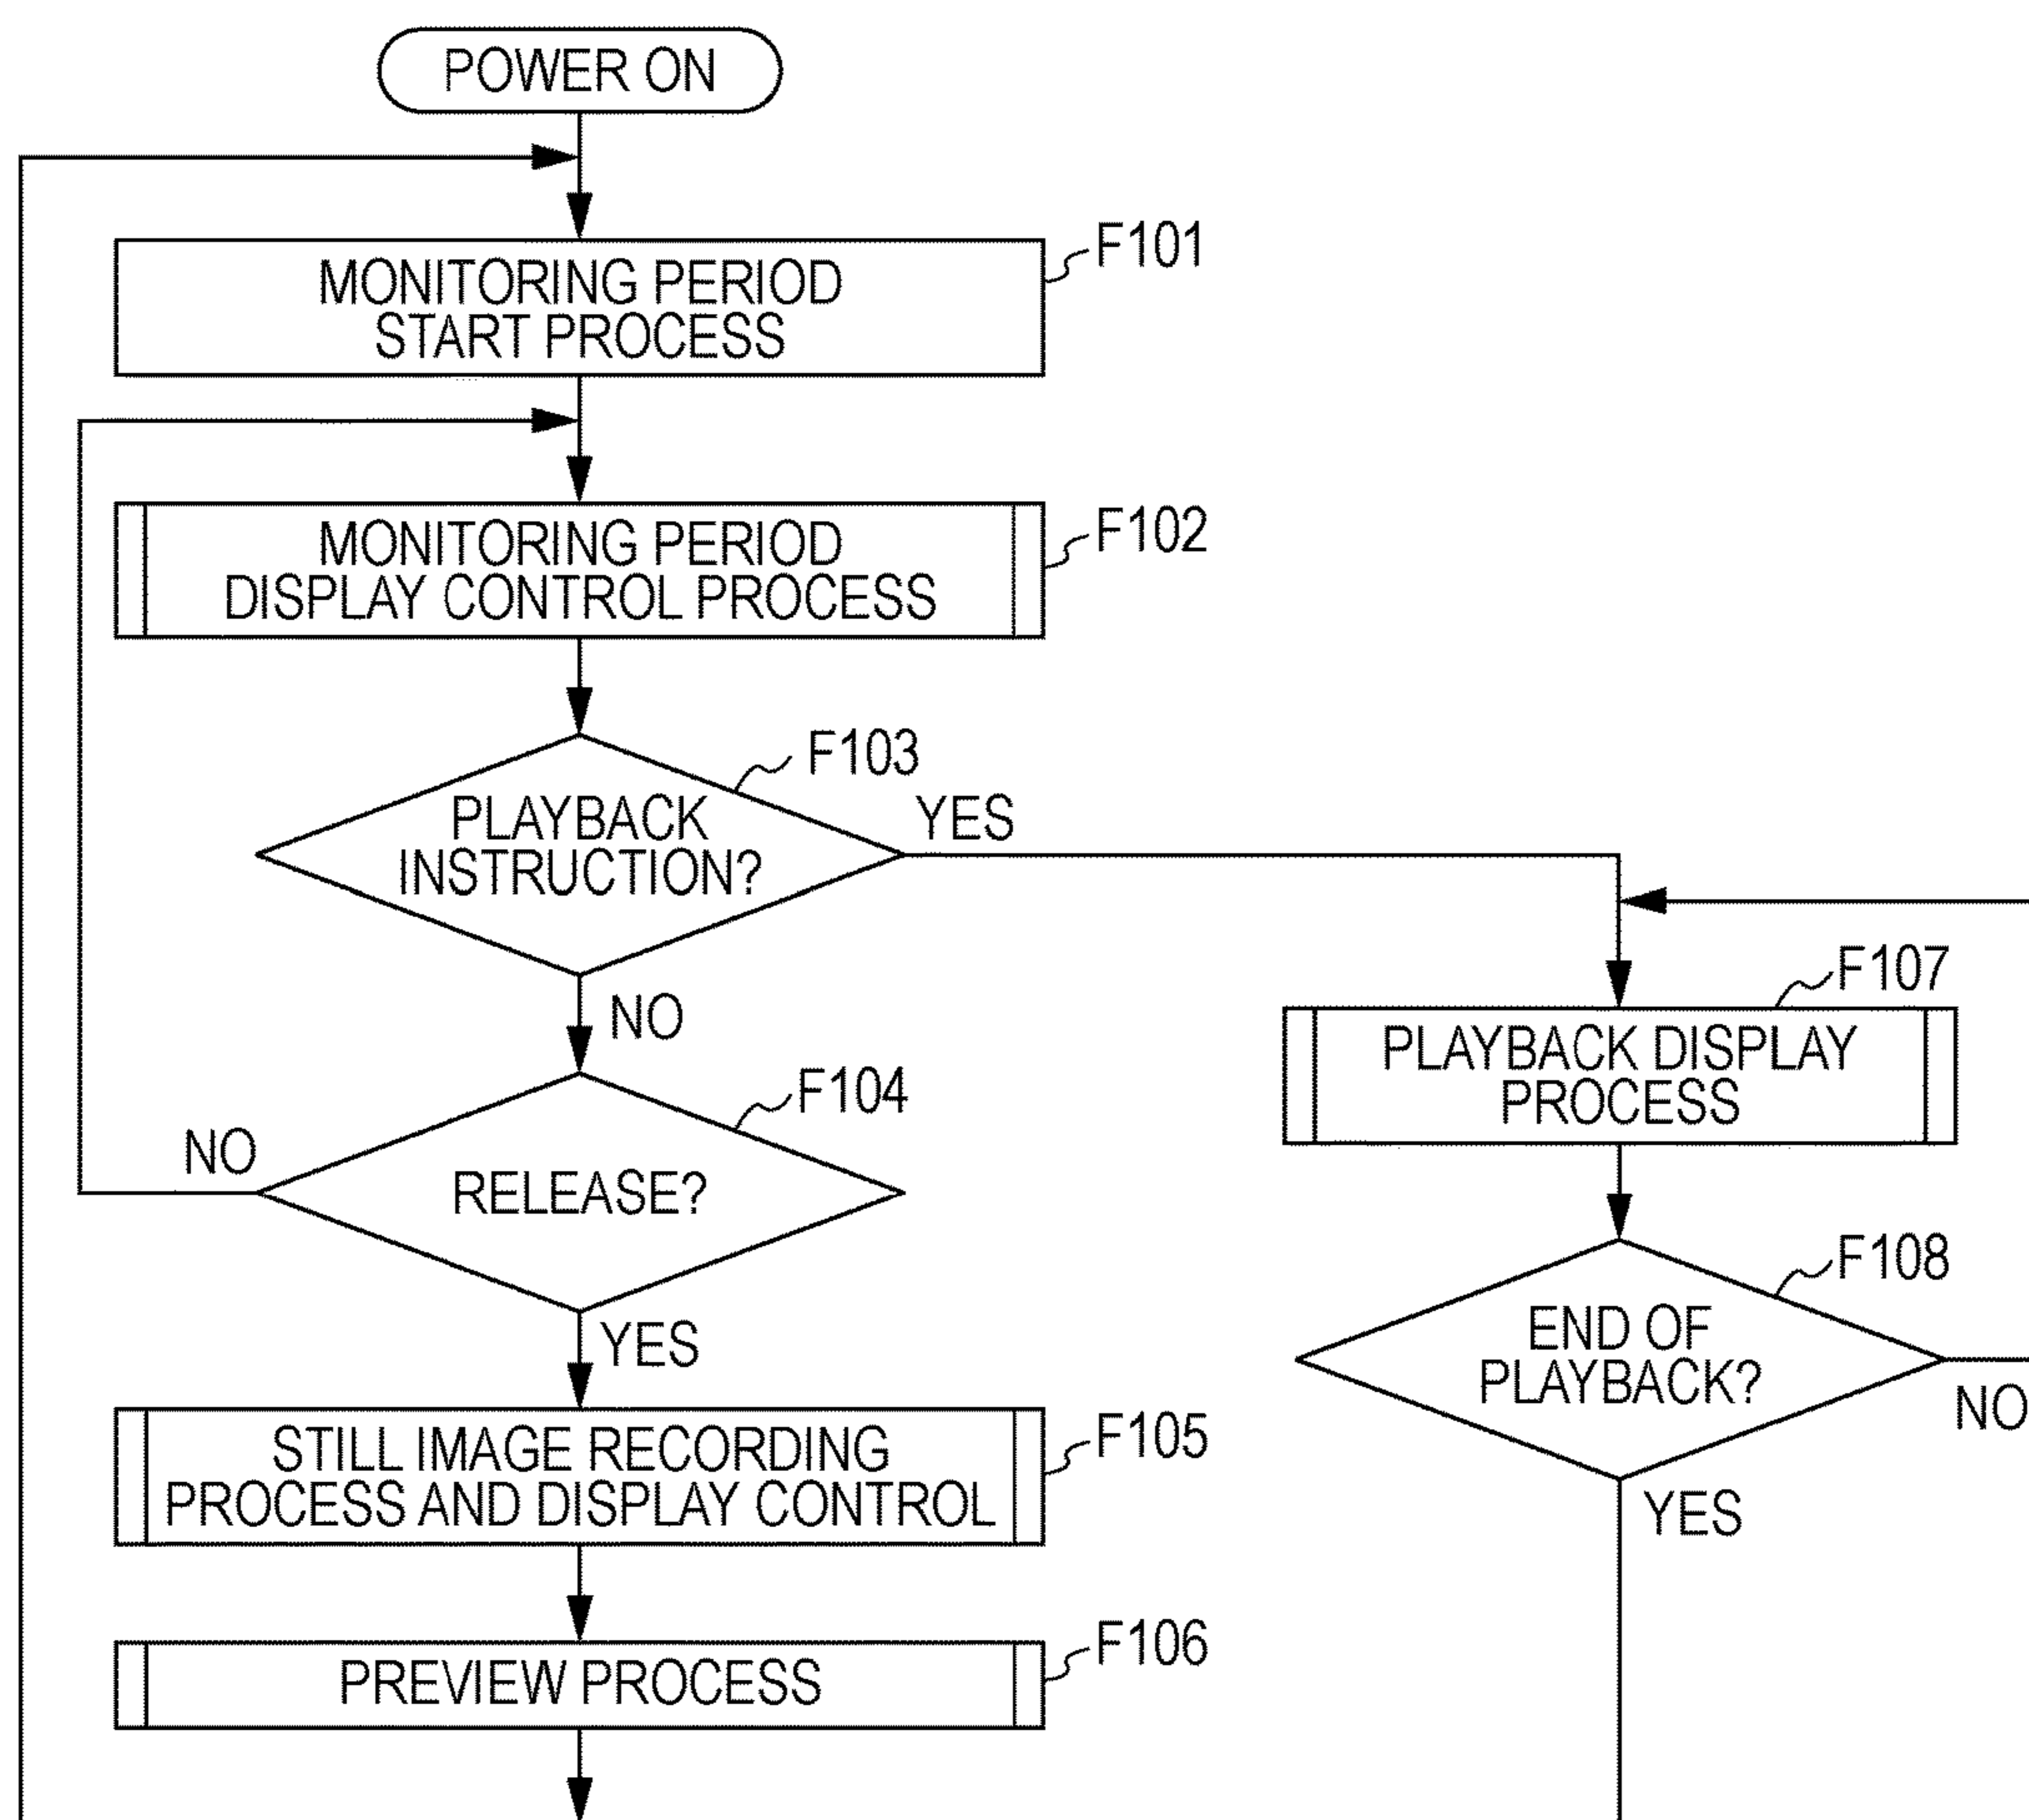 POWER ON
F101
MONITORING PERIOD
START PROCESS
F102
MONITORING PERIOD
DISPLAY CONTROL PROCESS
F103
PLAYBACK
INSTRUCTION?
YES
NO
F104
RELEASE?
NO
YES
F105
STILL IMAGE RECORDING
PROCESS AND DISPLAY CONTROL
F106
PREVIEW PROCESS
F107
PLAYBACK DISPLAY
PROCESS
F108
END OF
PLAYBACK?
NO
YES